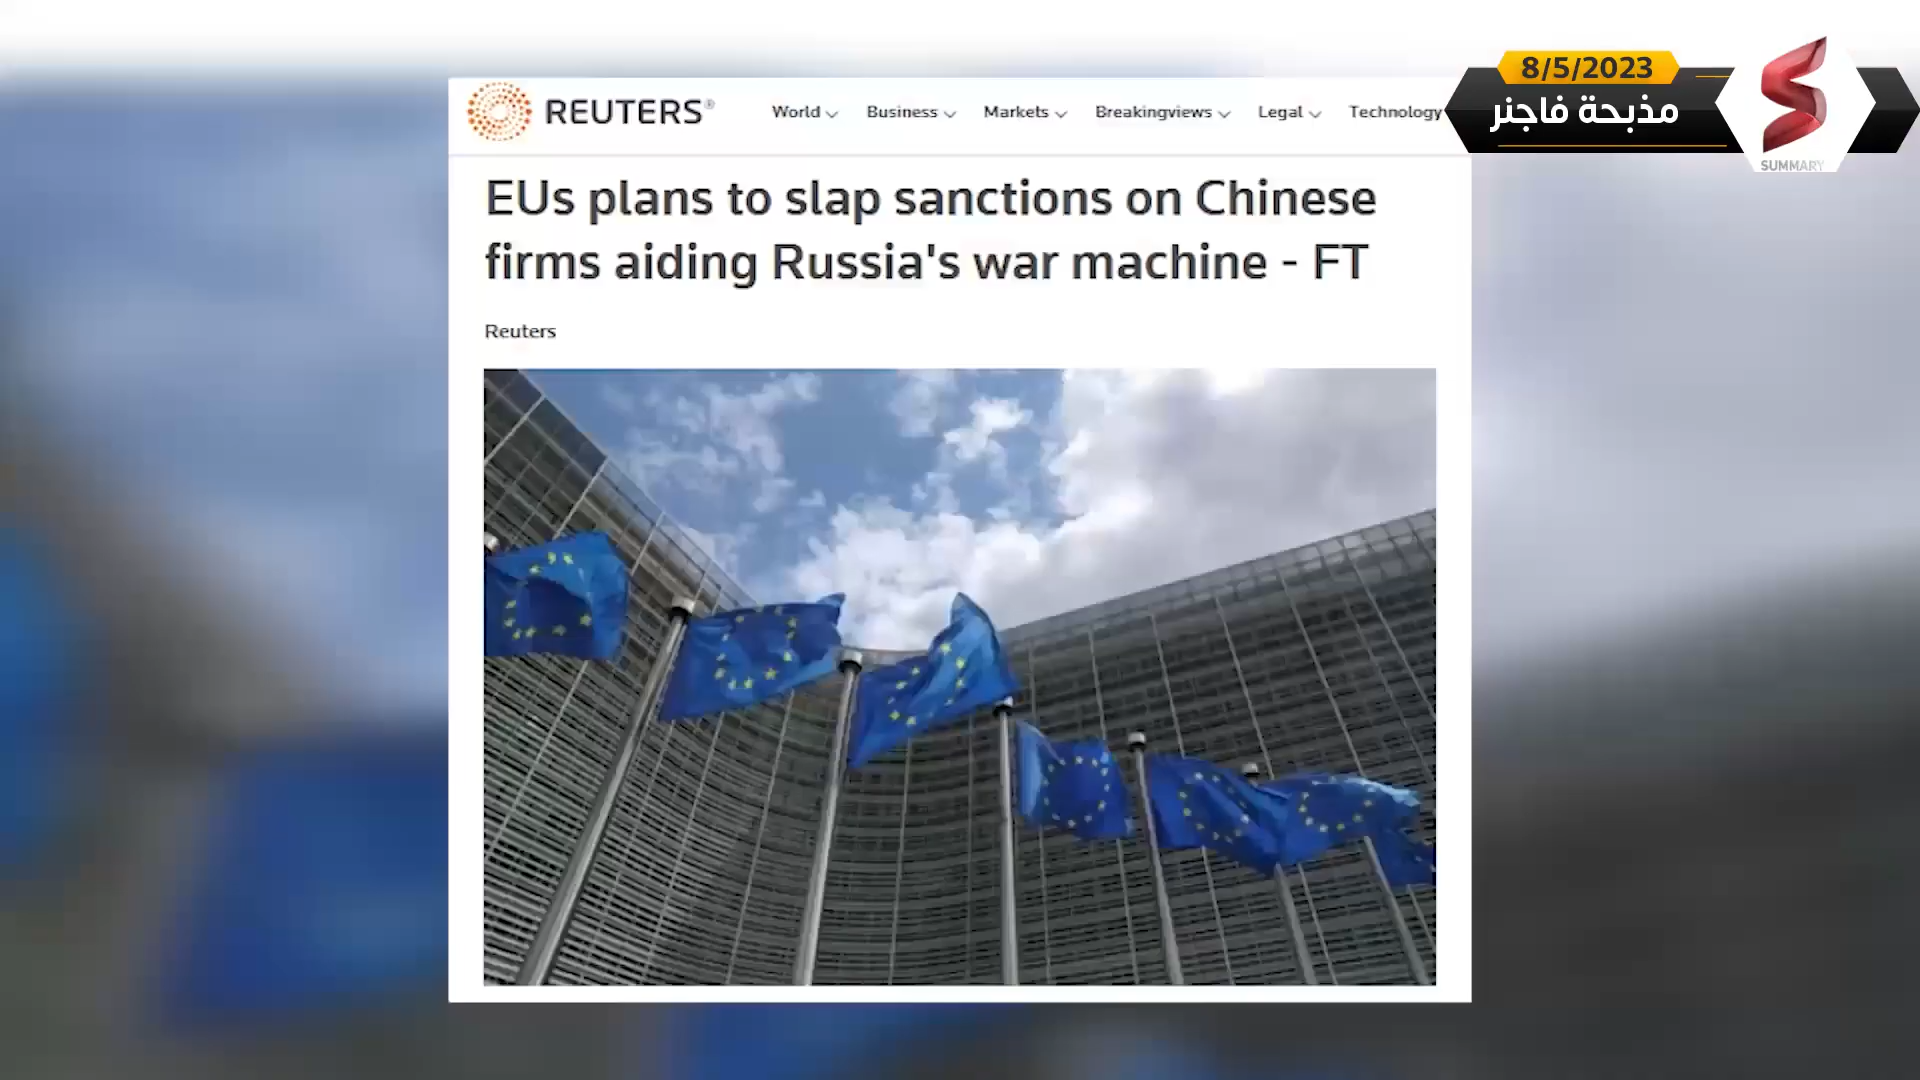 REUTERS®
World
Business
Markets
Breakingviews
Legal
Technology
8/5/2023
مذبحة فاجنر
SUMMARY
EUs plans to slap sanctions on Chinese
firms aiding Russia's war machine - FT
Reuters